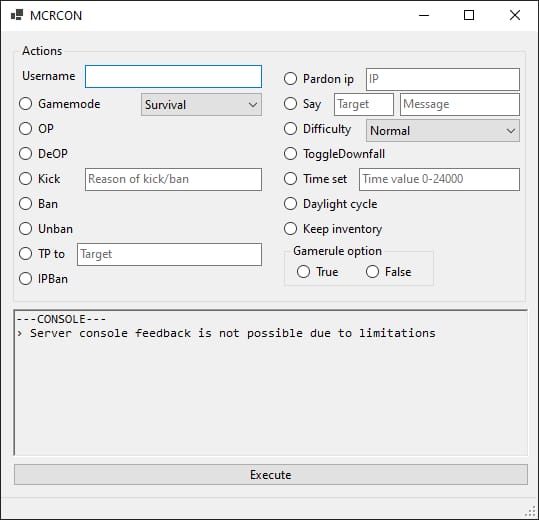 MCRCON
Actions
Username
Gamemode Survival
OP
DeOP
Kick Reason of kick/ban
Ban
Unban
TP to Target
IPBan
Pardon ip IP
Say Target Message
Difficulty Normal
ToggleDownfall
Time set Time value 0-24000
Daylight cycle
Keep inventory
Gamerule option
True False
---CONSOLE---
› Server console feedback is not possible due to limitations
Execute